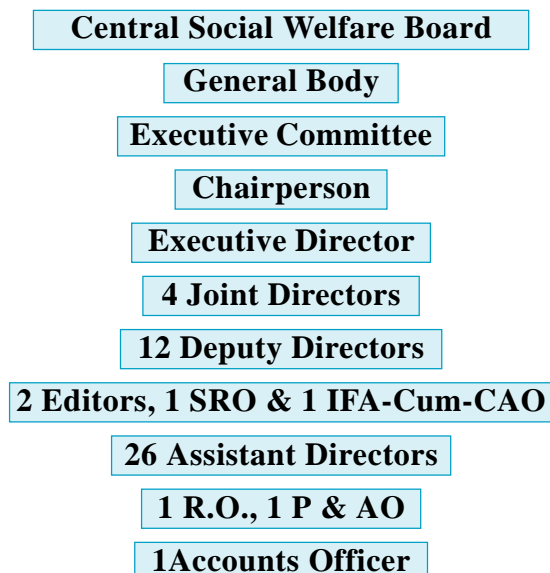 Central Social Welfare Board
General Body
Executive Committee
Chairperson
Executive Director
4 Joint Directors
12 Deputy Directors
2 Editors, 1 SRO & 1 IFA-Cum-CAO
26 Assistant Directors
1 R.O., 1 P & AO
1Accounts Officer